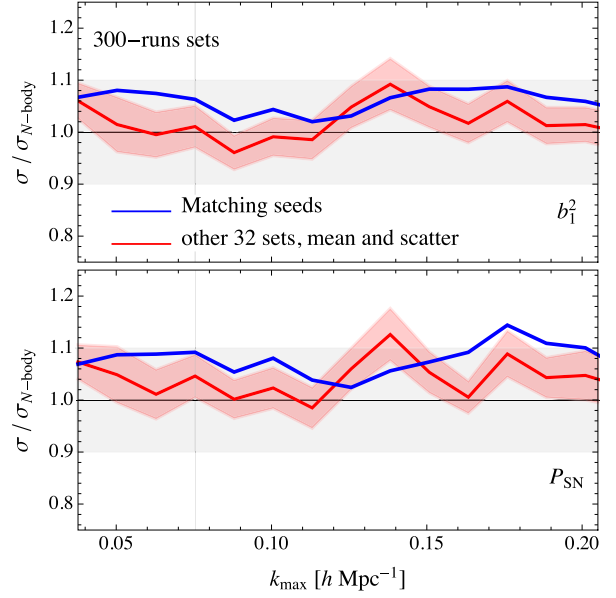 300−runs sets
1.2
1.1
1.0
0.9
0.8
σ / σN−body
Matching seeds
other 32 sets, mean and scatter
b₁²
1.2
1.1
1.0
0.9
0.8
σ / σN−body
PSN
0.05 0.10 0.15 0.20
kmax [h Mpc⁻¹]